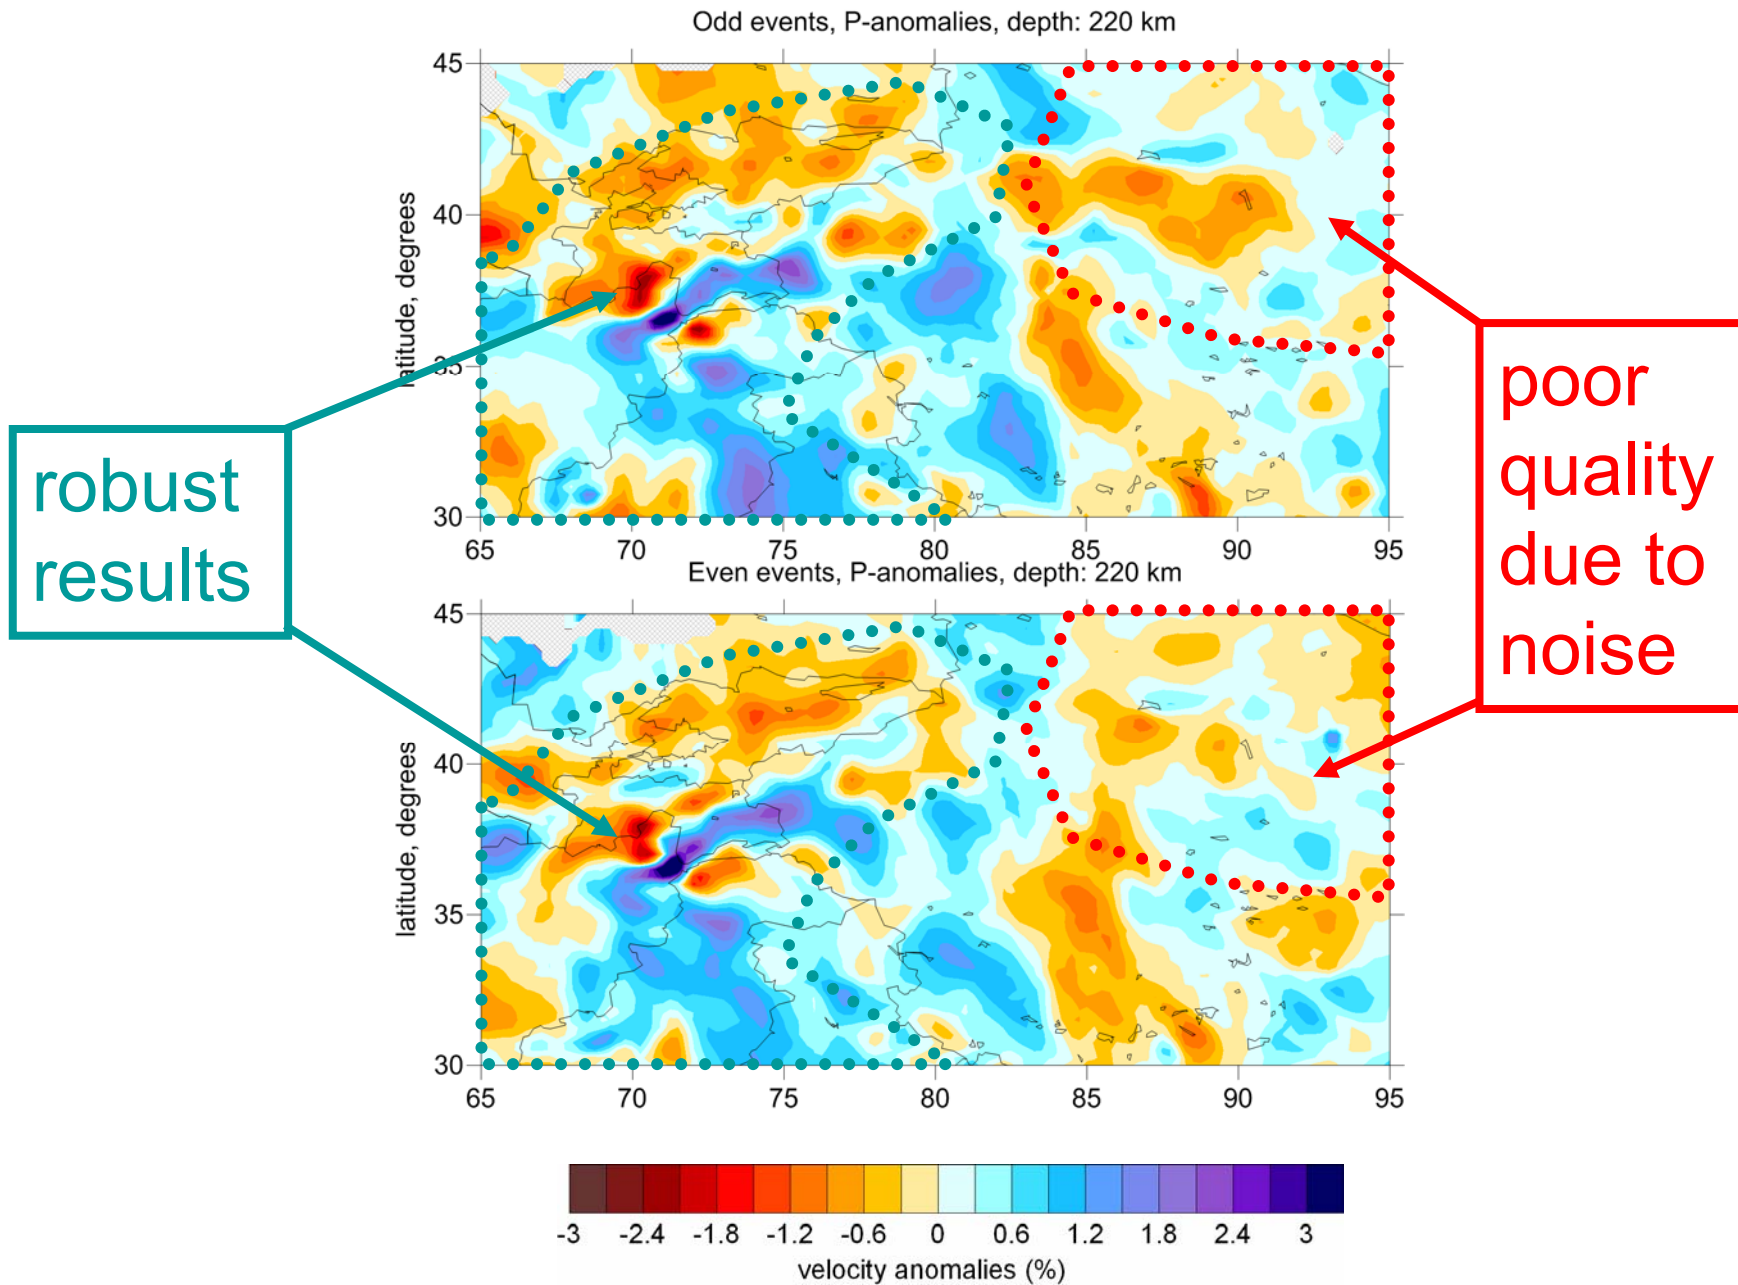 Odd events, P-anomalies, depth: 220 km
45
40
35
30
latitude, degrees
65 70 75 80 85 90 95
robust
results
poor
quality
due to
noise
Even events, P-anomalies, depth: 220 km
45
40
35
30
latitude, degrees
65 70 75 80 85 90 95
-3 -2.4 -1.8 -1.2 -0.6 0 0.6 1.2 1.8 2.4 3
velocity anomalies (%)